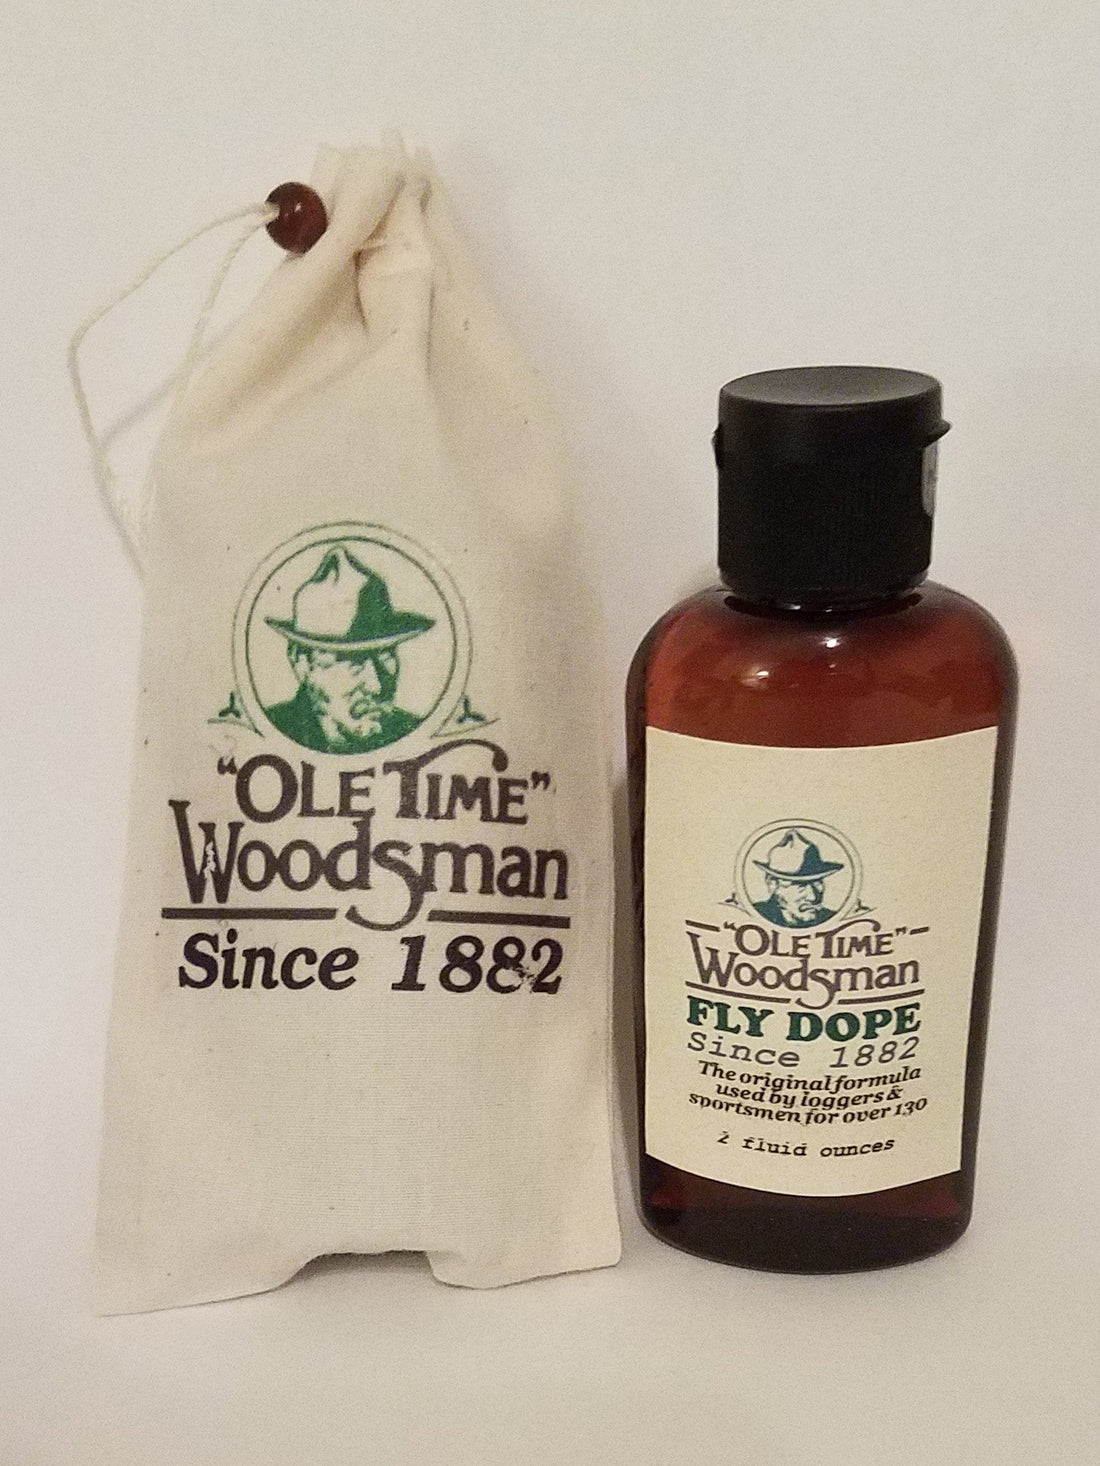 "OLE TIME"
Woodsman
Since 1882
"OLE TIME"
Woodsman
FLY DOPE
Since 1882
The original formula
used by loggers &
sportsmen for over 130
2 fluid ounces